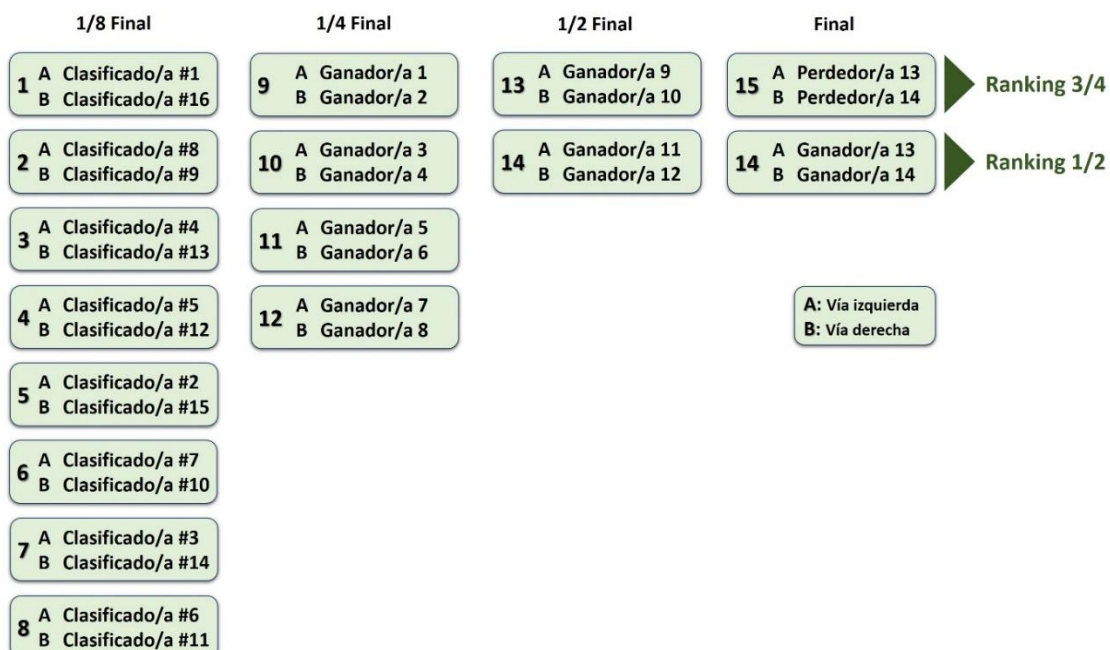 1/8 Final
1
A Clasificado/a #1
B Clasificado/a #16
2
A Clasificado/a #8
B Clasificado/a #9
3
A Clasificado/a #4
B Clasificado/a #13
4
A Clasificado/a #5
B Clasificado/a #12
5
A Clasificado/a #2
B Clasificado/a #15
6
A Clasificado/a #7
B Clasificado/a #10
7
A Clasificado/a #3
B Clasificado/a #14
8
A Clasificado/a #6
B Clasificado/a #11
1/4 Final
9
A Ganador/a 1
B Ganador/a 2
10
A Ganador/a 3
B Ganador/a 4
11
A Ganador/a 5
B Ganador/a 6
12
A Ganador/a 7
B Ganador/a 8
1/2 Final
13
A Ganador/a 9
B Ganador/a 10
14
A Ganador/a 11
B Ganador/a 12
Final
15
A Perdedor/a 13
B Perdedor/a 14
Ranking 3/4
14
A Ganador/a 13
B Ganador/a 14
Ranking 1/2
A: Vía izquierda
B: Vía derecha